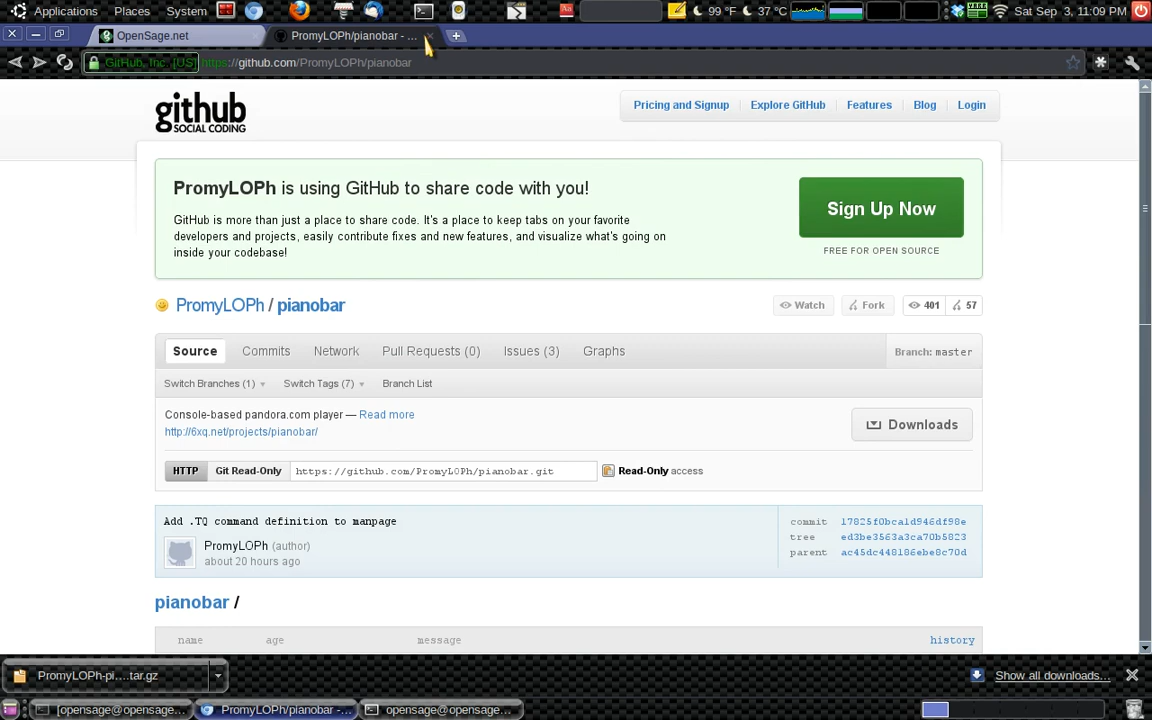 Applications Places System 99 °F 37 °C Sat Sep 3, 11:09 PM
OpenSage.net PromyLOPh/pianobar - ...
GitHub, Inc. [US] https://github.com/PromyLOPh/pianobar
github
SOCIAL CODING
Pricing and Signup Explore GitHub Features Blog Login
PromyLOPh is using GitHub to share code with you!
GitHub is more than just a place to share code. It's a place to keep tabs on your favorite
developers and projects, easily contribute fixes and new features, and visualize what's going on
inside your codebase!
Sign Up Now
FREE FOR OPEN SOURCE
PromyLOPh / pianobar
Watch Fork 401 57
Source Commits Network Pull Requests (0) Issues (3) Graphs Branch: master
Switch Branches (1) Switch Tags (7) Branch List
Console-based pandora.com player — Read more
http://6xq.net/projects/pianobar/
Downloads
HTTP Git Read-Only https://github.com/PromyLOPh/pianobar.git Read-Only access
Add .TQ command definition to manpage
PromyLOPh (author)
about 20 hours ago
commit 17825f0bca1d946df98e
tree ed3be3563a3ca70b5823
parent ac45dc448186ebe8c70d
pianobar /
name age message history
PromyLOPh-pi....tar.gz Show all downloads...
[opensage@opensage... PromyLOPh/pianobar -... opensage@opensage...